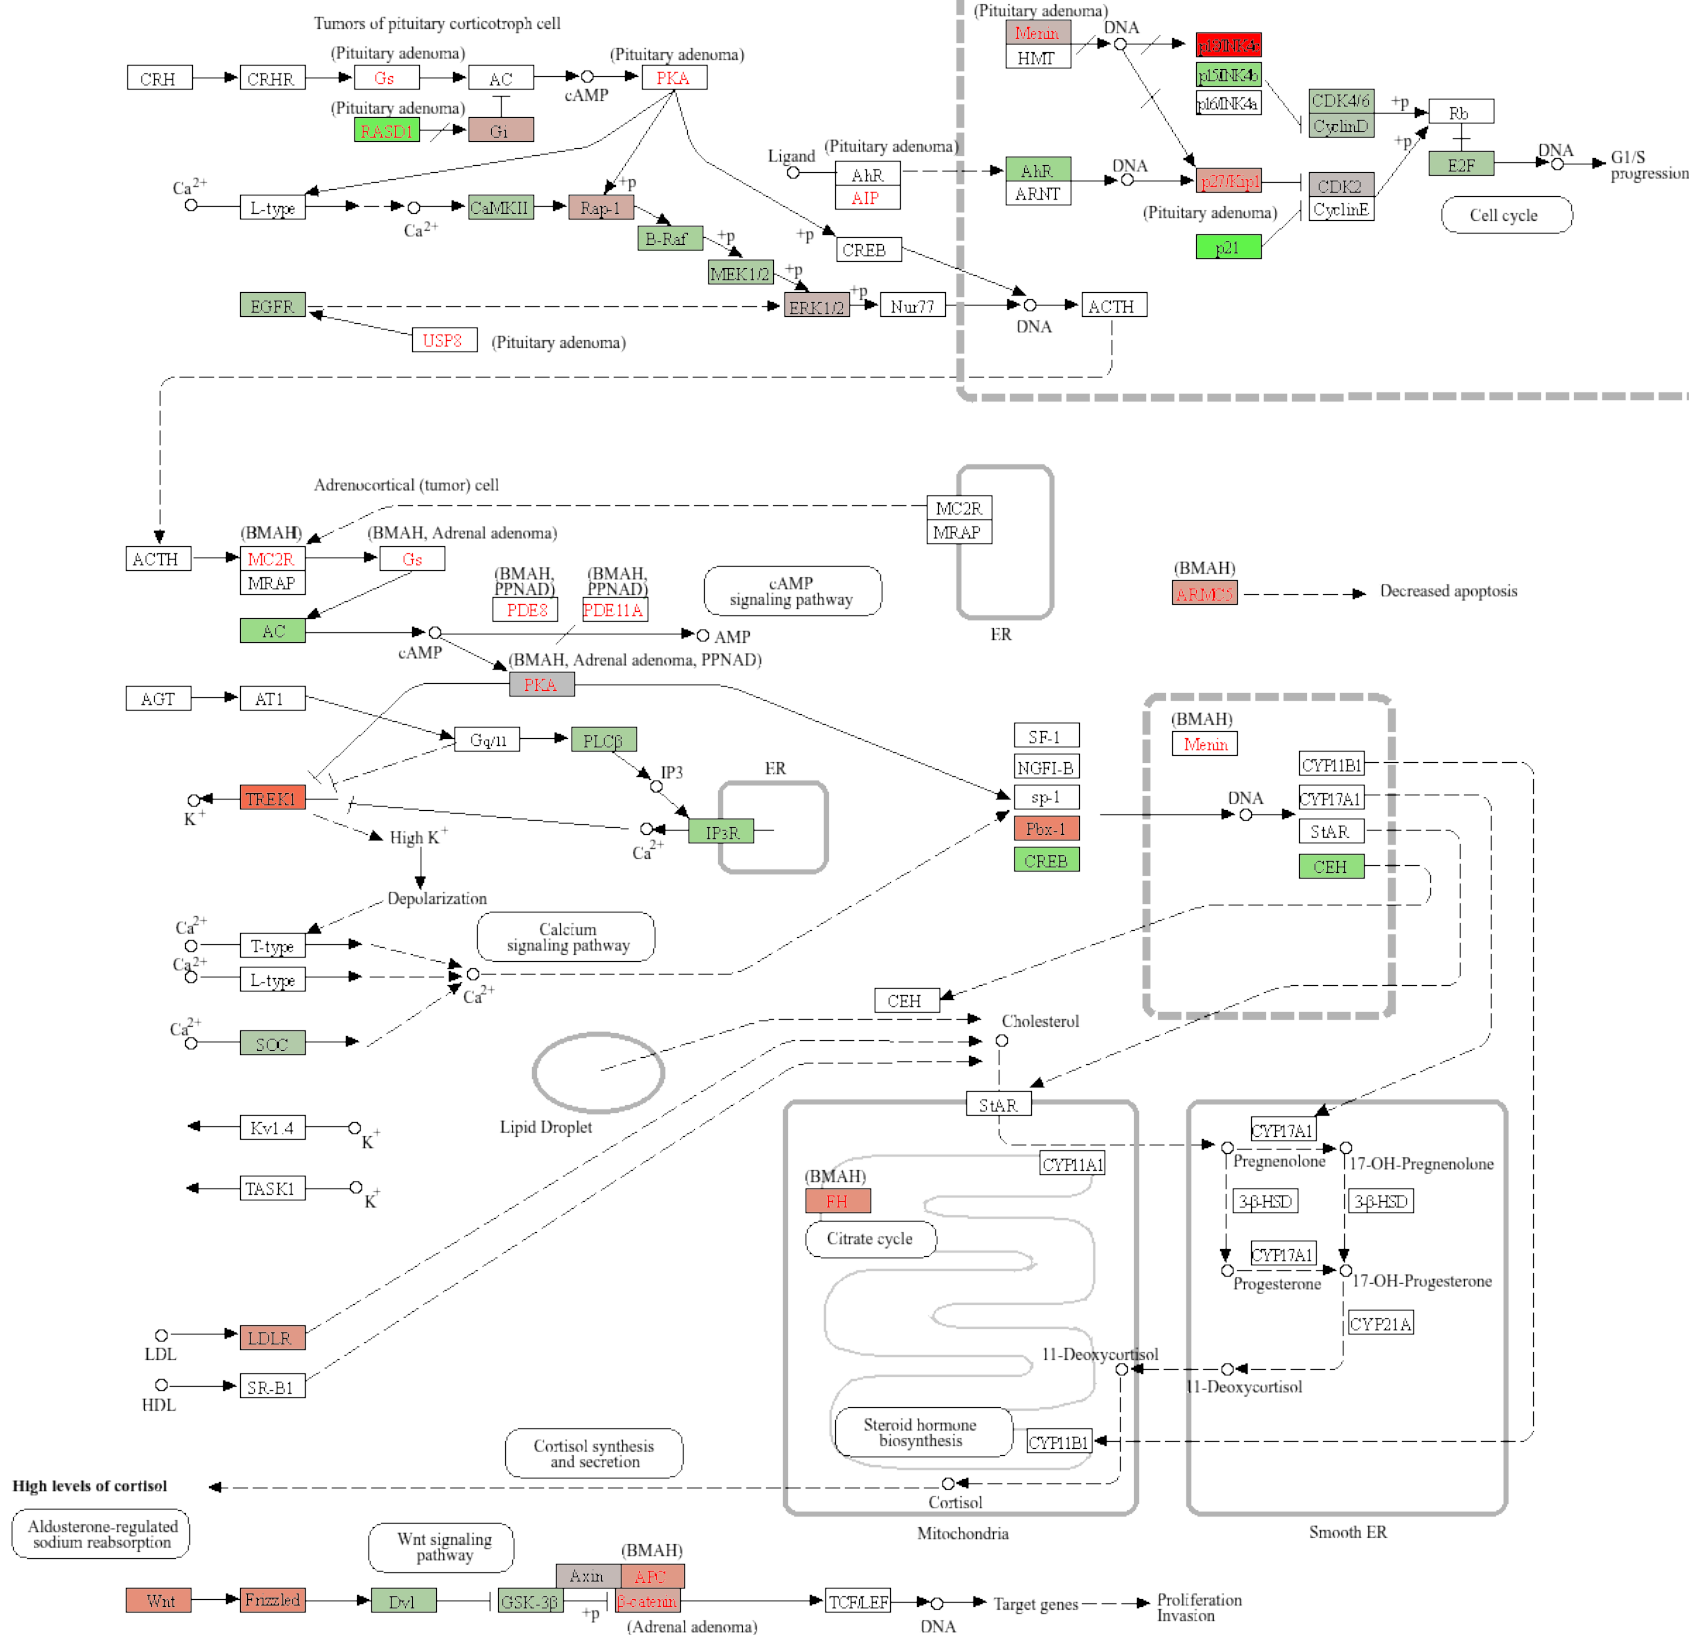 Tumors of pituitary corticotroph cell
(Pituitary adenoma)
(Pituitary adenoma)
CRH
CRHR
Gs
AC
cAMP
PKA
(Pituitary adenoma)
RASD1
Gi
(Pituitary adenoma)
Menin
HMT
DNA
p15/INK4b
p16/INK4a
CDK4/6
CyclinD
+p
Rb
+p
E2F
DNA
G1/S
progression
Ligand
(Pituitary adenoma)
AhR
AIP
AhR
ARNT
DNA
p27/Kip1
CDK2
CyclinE
(Pituitary adenoma)
p21
Cell cycle
Ca2+
L-type
Ca2+
CaMKII
+p
Rap-1
B-Raf
+p
MEK1/2
+p
+p
CREB
EGFR
ERK1/2
+p
Nur77
DNA
ACTH
USP8
(Pituitary adenoma)
Adrenocortical (tumor) cell
MC2R
MRAP
ER
(BMAH)
(BMAH, Adrenal adenoma)
ACTH
MC2R
MRAP
Gs
(BMAH,
PPNAD)
PDE8
(BMAH,
PPNAD)
PDE11A
cAMP
signaling pathway
(BMAH)
ARMC5
Decreased apoptosis
AC
cAMP
AMP
(BMAH, Adrenal adenoma, PPNAD)
PKA
AGT
AT1
Gq/11
PLCβ
IP3
ER
TREK1
K+
High K+
Ca2+
IP3R
SF-1
NGFI-B
sp-1
Pbx-1
CREB
(BMAH)
Menin
DNA
CYP11B1
CYP17A1
StAR
CEH
Depolarization
Ca2+
T-type
Ca2+
L-type
Ca2+
Calcium
signaling pathway
Ca2+
SOC
CEH
Cholesterol
Lipid Droplet
StAR
Kv1.4
K+
TASK1
K+
CYP11A1
(BMAH)
FH
Citrate cycle
CYP17A1
Pregnenolone
17-OH-Pregnenolone
3-β-HSD
3-β-HSD
CYP17A1
Progesterone
17-OH-Progesterone
CYP21A
LDL
LDLR
HDL
SR-B1
11-Deoxycortisol
11-Deoxycortisol
Steroid hormone
biosynthesis
CYP11B1
Cortisol synthesis
and secretion
High levels of cortisol
Cortisol
Mitochondria
Smooth ER
Aldosterone-regulated
sodium reabsorption
Wnt signaling
pathway
(BMAH)
Axin
APC
Wnt
Frizzled
Dvl
GSK-3β
+p
β-catenin
(Adrenal adenoma)
TCF/LEF
DNA
Target genes
Proliferation
Invasion